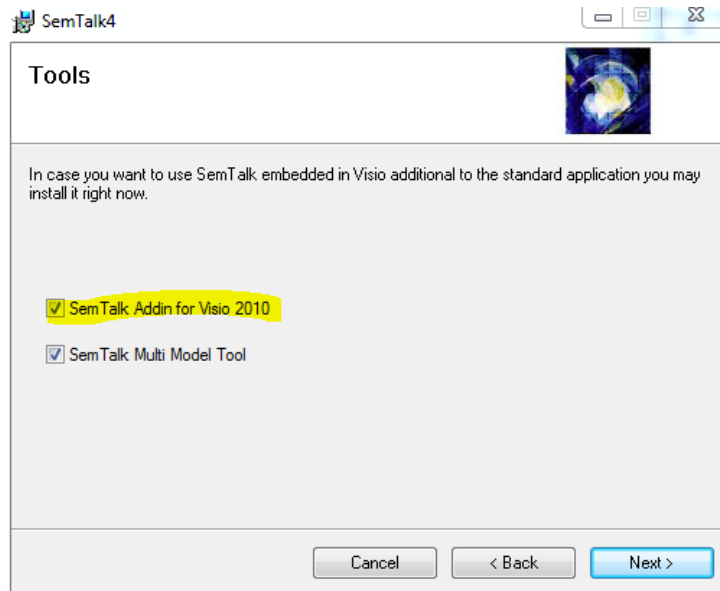 SemTalk4
Tools
In case you want to use SemTalk embedded in Visio additional to the standard application you may
install it right now.
SemTalk Addin for Visio 2010
SemTalk Multi Model Tool
Cancel
< Back
Next >